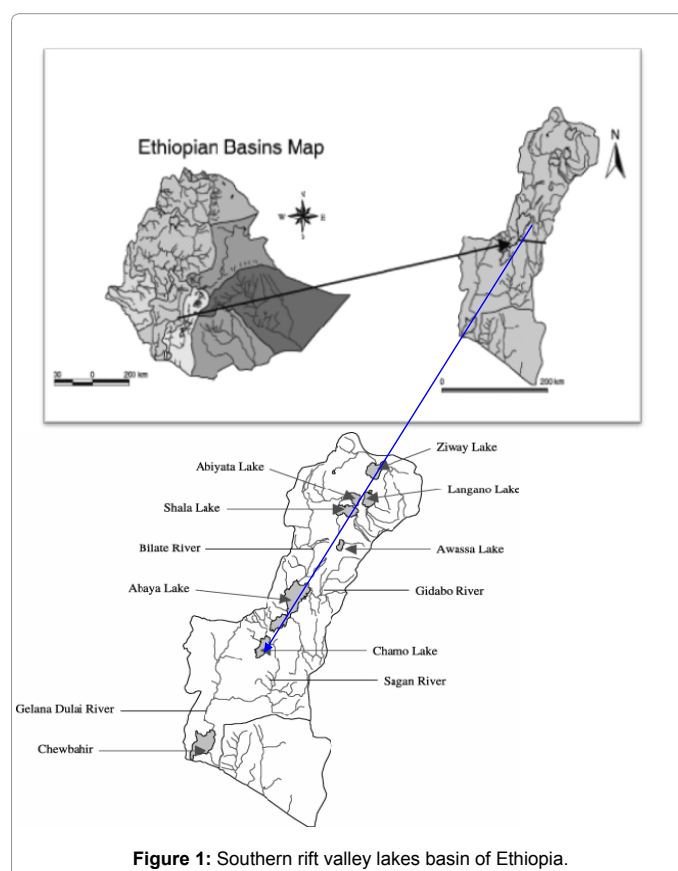 Ethiopian Basins Map
N
N
W E
S
0 200 km
0 200 km
Ziway Lake
Abiyata Lake
Langano Lake
Shala Lake
Bilate River
Awassa Lake
Abaya Lake
Gidabo River
Chamo Lake
Sagan River
Gelana Dulai River
Chewbahir
Figure 1: Southern rift valley lakes basin of Ethiopia.